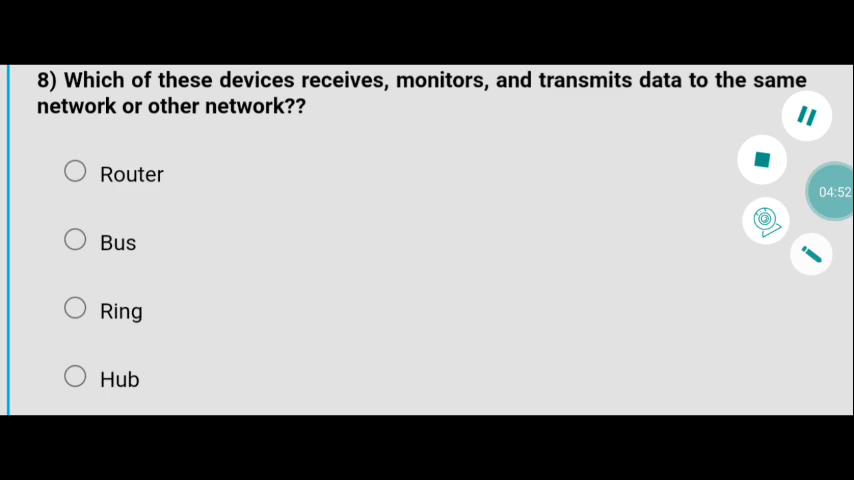 8) Which of these devices receives, monitors, and transmits data to the same
network or other network??
Router
Bus
Ring
Hub
04:52